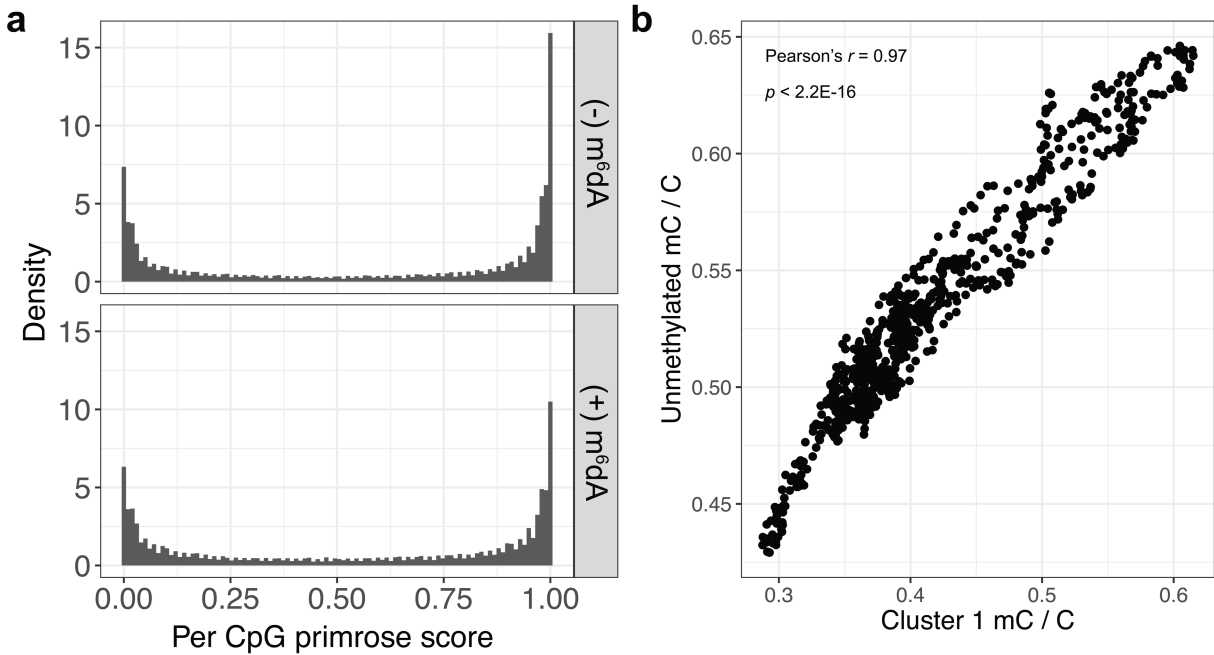 a
15
10
5
0
(-) m⁶dA
15
10
5
0
(+) m⁶dA
Density
0.00 0.25 0.50 0.75 1.00
Per CpG primrose score
b
Pearson's r = 0.97
p < 2.2E-16
0.65
0.60
0.55
0.50
0.45
Unmethylated mC / C
0.3 0.4 0.5 0.6
Cluster 1 mC / C